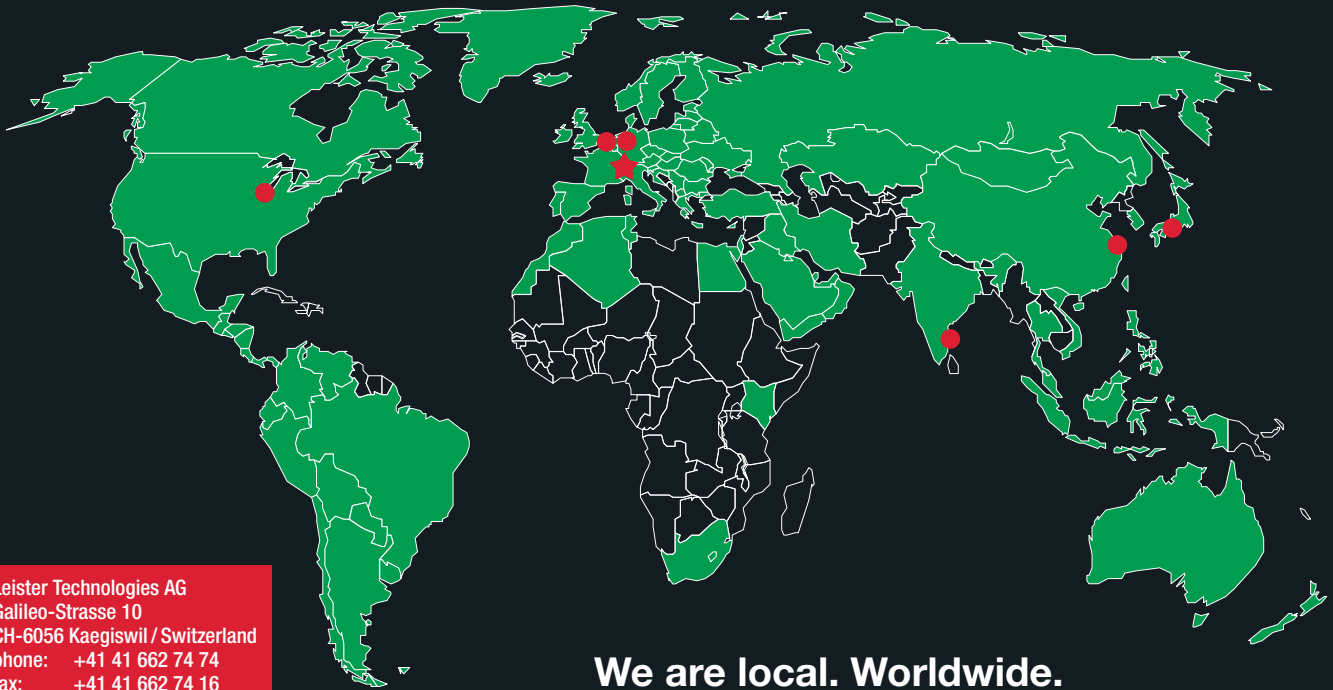 Leister Technologies AG
Galileo-Strasse 10
CH-6056 Kaegiswil / Switzerland
phone: +41 41 662 74 74
fax: +41 41 662 74 16
We are local. Worldwide.